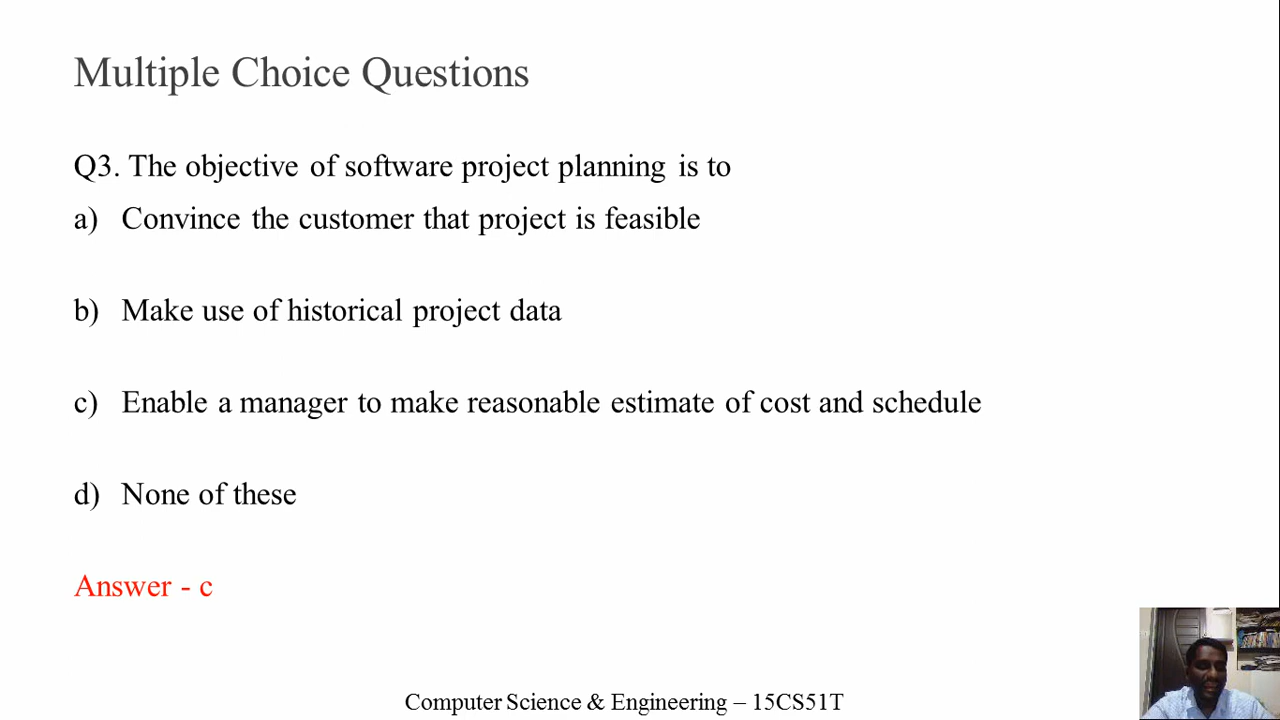 Multiple Choice Questions
Q3. The objective of software project planning is to
a) Convince the customer that project is feasible
b) Make use of historical project data
c) Enable a manager to make reasonable estimate of cost and schedule
d) None of these
Answer - c
Computer Science & Engineering – 15CS51T